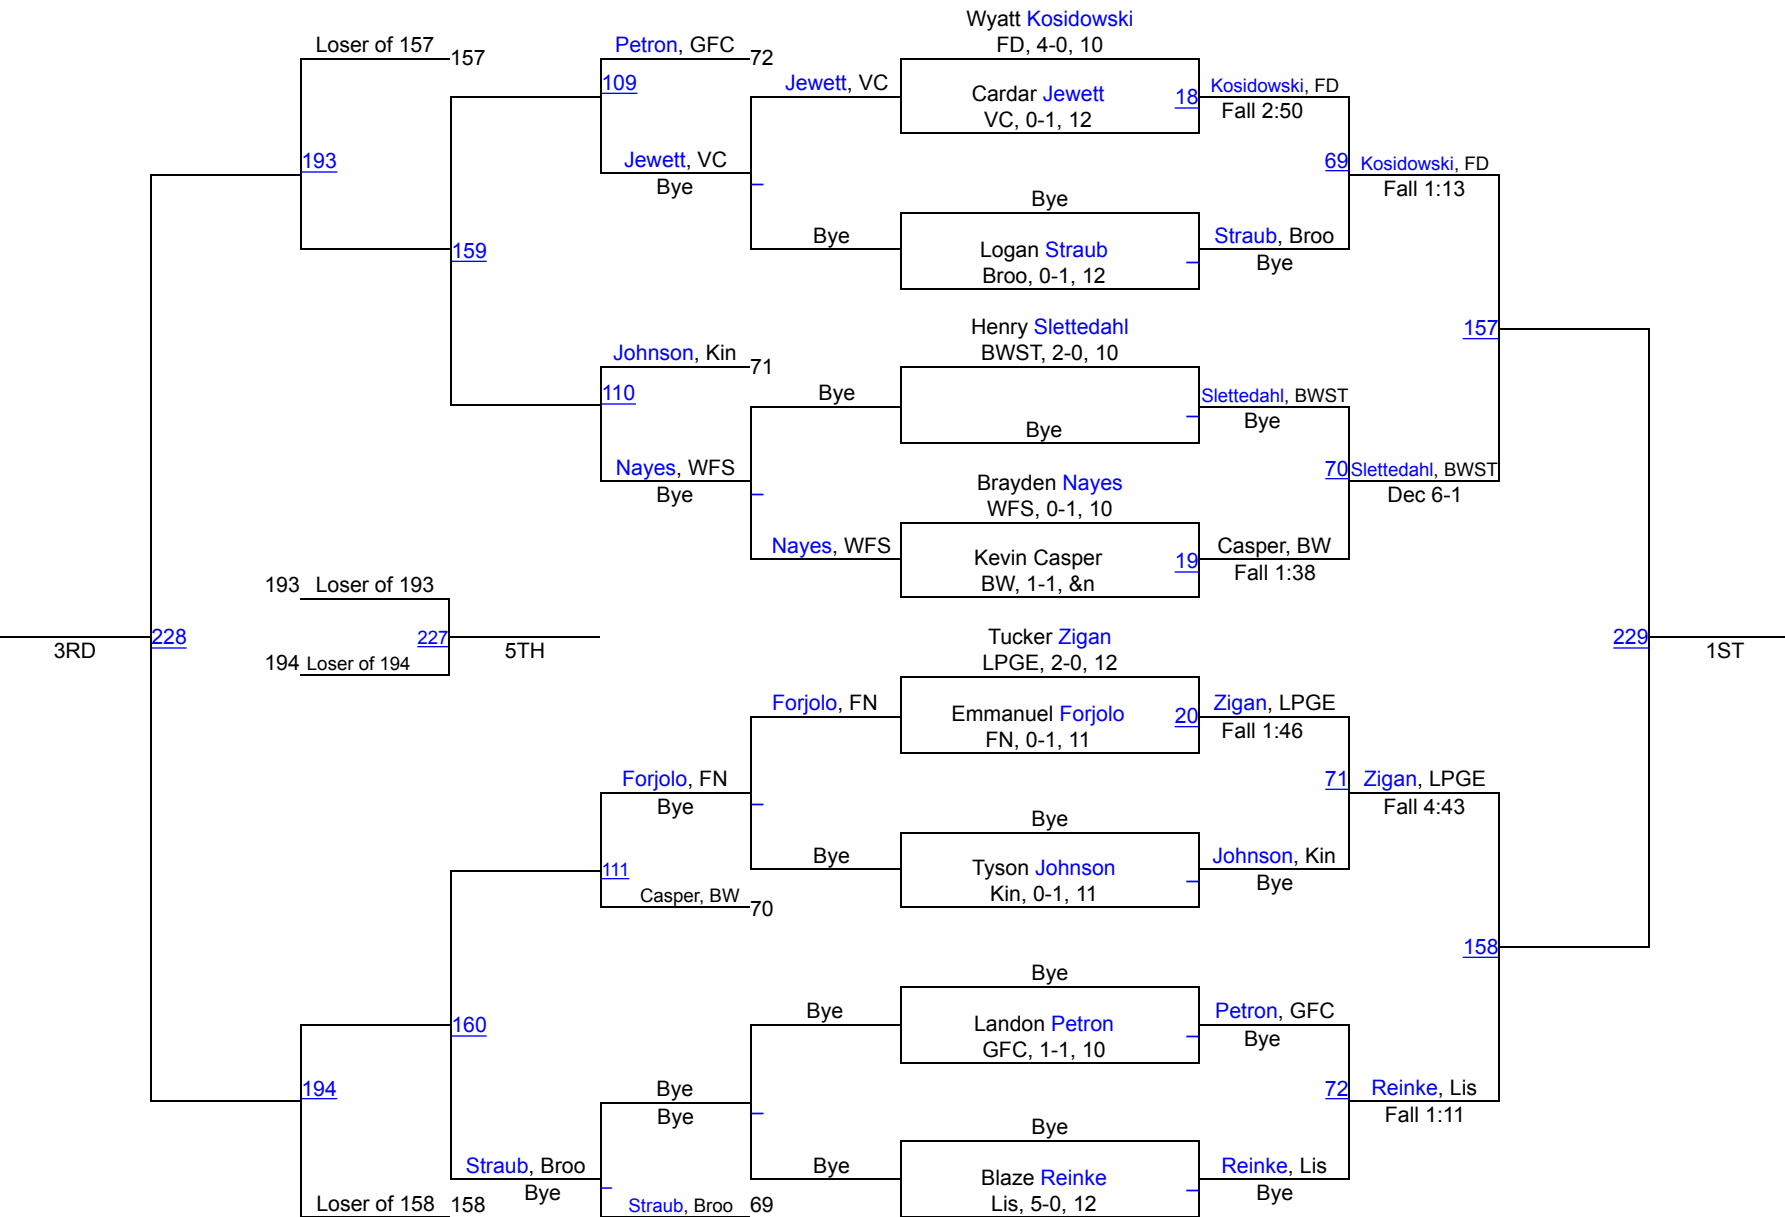 Wyatt Kosidowski
FD, 4-0, 10
Loser of 157
157
Petron, GFC
72
109
Jewett, VC
Cardar Jewett
VC, 0-1, 12
18
Kosidowski, FD
Fall 2:50
193
Jewett, VC
Bye
69
Kosidowski, FD
Fall 1:13
Bye
159
Bye
Logan Straub
Broo, 0-1, 12
Straub, Broo
Bye
Henry Slettedahl
BWST, 2-0, 10
157
Johnson, Kin
71
110
Bye
Slettedahl, BWST
Bye
Bye
Nayes, WFS
Bye
Brayden Nayes
WFS, 0-1, 10
70
Slettedahl, BWST
Dec 6-1
Nayes, WFS
Kevin Casper
BW, 1-1, &n
19
Casper, BW
Fall 1:38
193 Loser of 193
3RD
228
227
5TH
Tucker Zigan
LPGE, 2-0, 12
229
1ST
194 Loser of 194
Forjolo, FN
Emmanuel Forjolo
FN, 0-1, 11
20
Zigan, LPGE
Fall 1:46
Forjolo, FN
Bye
71
Zigan, LPGE
Fall 4:43
Bye
111
Casper, BW
70
Bye
Tyson Johnson
Kin, 0-1, 11
Johnson, Kin
Bye
158
Bye
160
Bye
Landon Petron
GFC, 1-1, 10
Petron, GFC
Bye
194
Bye
Bye
72
Reinke, Lis
Fall 1:11
Bye
Straub, Broo
Bye
Bye
Blaze Reinke
Lis, 5-0, 12
Reinke, Lis
Bye
Loser of 158
158
Straub, Broo
69